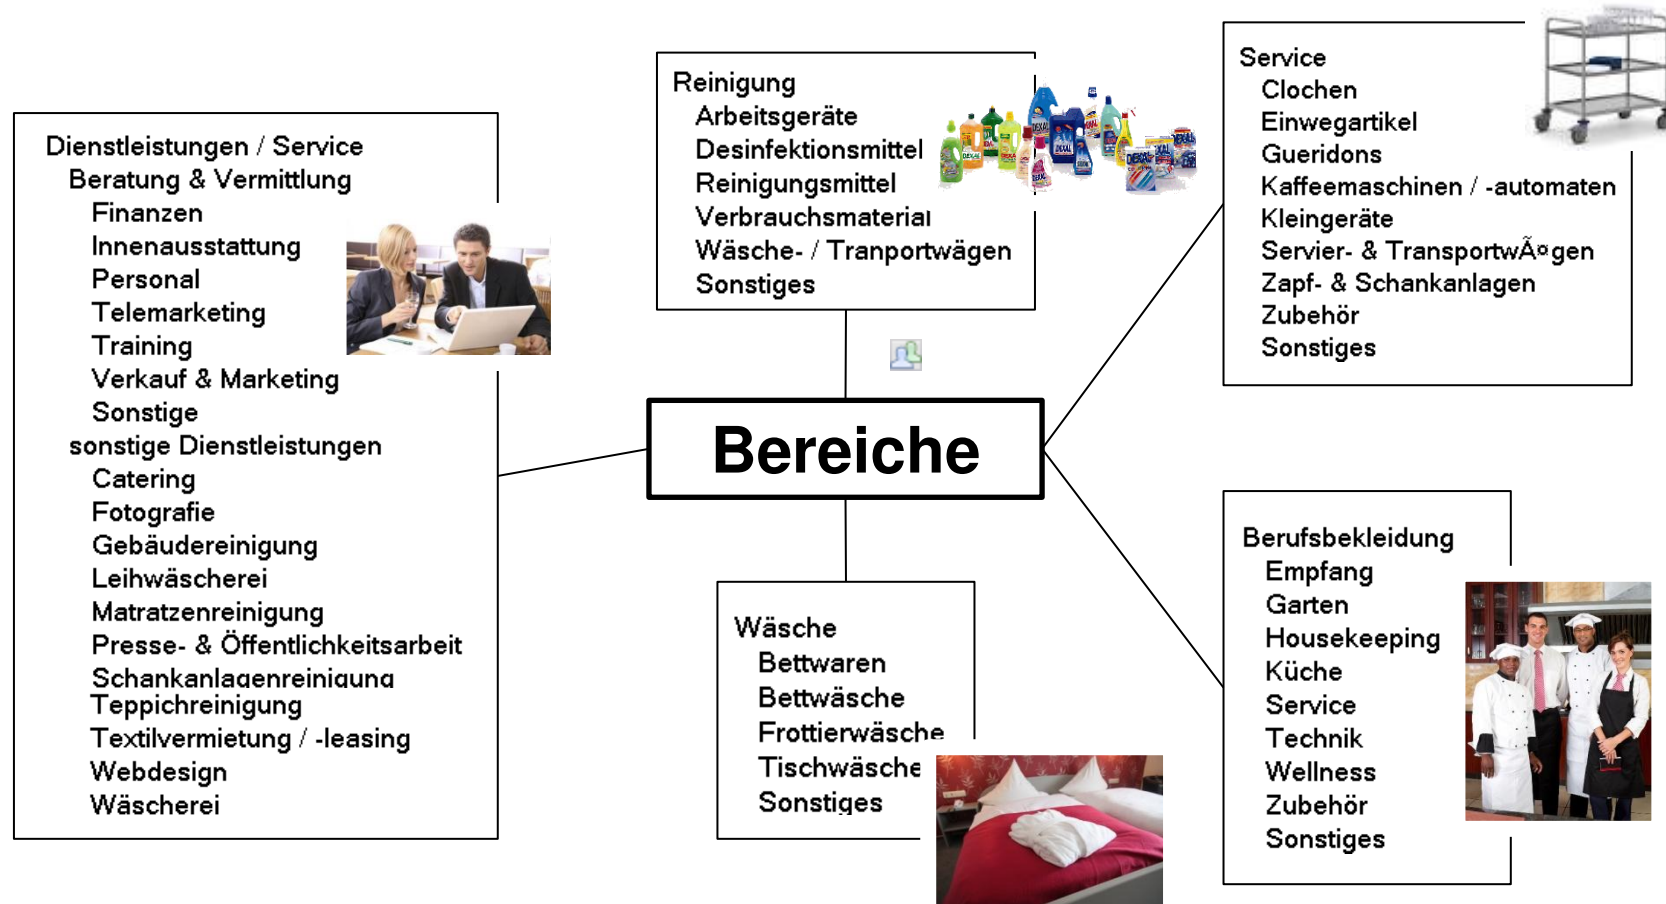 Dienstleistungen / Service
Beratung & Vermittlung
Finanzen
Innenausstattung
Personal
Telemarketing
Training
Verkauf & Marketing
Sonstige
sonstige Dienstleistungen
Catering
Fotografie
Gebäudereinigung
Leihwäscherei
Matratzenreinigung
Presse- & Öffentlichkeitsarbeit
Schankanlagenreinigung
Teppichreinigung
Textilvermietung / -leasing
Webdesign
Wäscherei
Reinigung
Arbeitsgeräte
Desinfektionsmittel
Reinigungsmittel
Verbrauchsmaterial
Wäsche- / Tranportwägen
Sonstiges
Bereiche
Wäsche
Bettwaren
Bettwäsche
Frottierwäsche
Tischwäsche
Sonstiges
Service
Clochen
Einwegartikel
Gueridons
Kaffeemaschinen / -automaten
Kleingeräte
Servier- & TransportwÃ¤gen
Zapf- & Schankanlagen
Zubehör
Sonstiges
Berufsbekleidung
Empfang
Garten
Housekeeping
Küche
Service
Technik
Wellness
Zubehör
Sonstiges